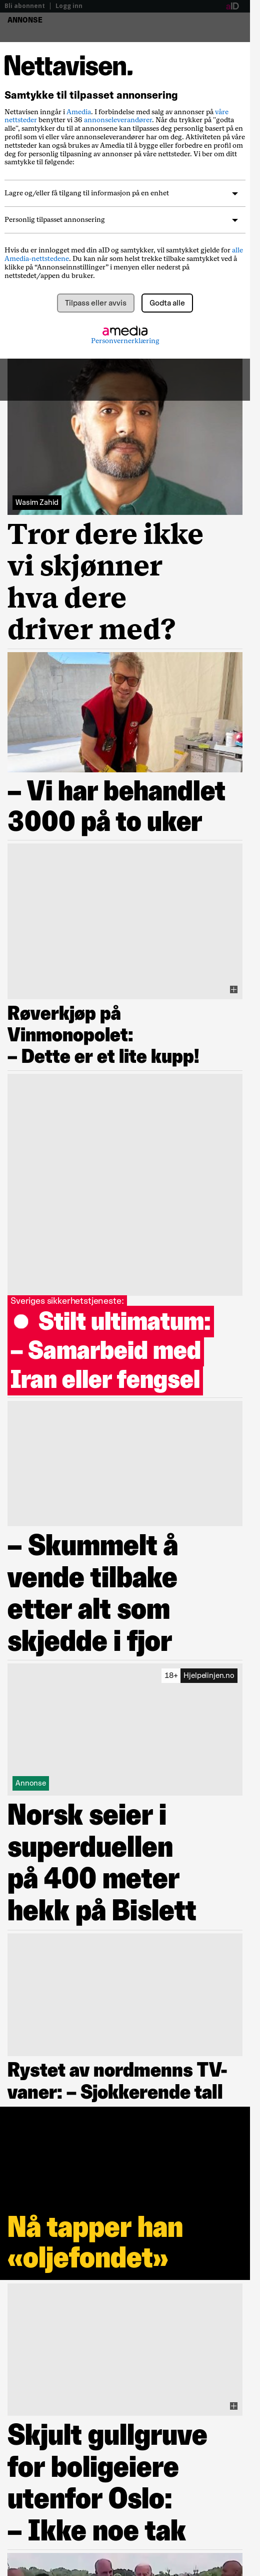 Bli abonnent | Logg inn
aID
ANNONSE
Nettavisen.
Samtykke til tilpasset annonsering
Nettavisen inngår i Amedia. I forbindelse med salg av annonser på våre
nettsteder benytter vi 36 annonseleverandører. Når du trykker på "godta
alle", samtykker du til at annonsene kan tilpasses deg personlig basert på en
profil som vi eller våre annonseleverandører har om deg. Aktiviteten på våre
nettsteder kan også brukes av Amedia til å bygge eller forbedre en profil om
deg for personlig tilpasning av annonser på våre nettsteder. Vi ber om ditt
samtykke til følgende:
Lagre og/eller få tilgang til informasjon på en enhet
Personlig tilpasset annonsering
Hvis du er innlogget med din aID og samtykker, vil samtykket gjelde for alle
Amedia-nettstedene. Du kan når som helst trekke tilbake samtykket ved å
klikke på “Annonseinnstillinger” i menyen eller nederst på
nettstedet/appen du bruker.
Tilpass eller avvis
Godta alle
amedia
Personvernerklæring
Wasim Zahid
Tror dere ikke
vi skjønner
hva dere
driver med?
– Vi har behandlet
3000 på to uker
Røverkjøp på
Vinmonopolet:
– Dette er et lite kupp!
Sveriges sikkerhetstjeneste:
● Stilt ultimatum:
– Samarbeid med
Iran eller fengsel
– Skummelt å
vende tilbake
etter alt som
skjedde i fjor
18+ Hjelpelinjen.no
Annonse
Norsk seier i
superduellen
på 400 meter
hekk på Bislett
Rystet av nordmenns TV-
vaner: – Sjokkerende tall
Nå tapper han
«oljefondet»
Skjult gullgruve
for boligeiere
utenfor Oslo:
– Ikke noe tak